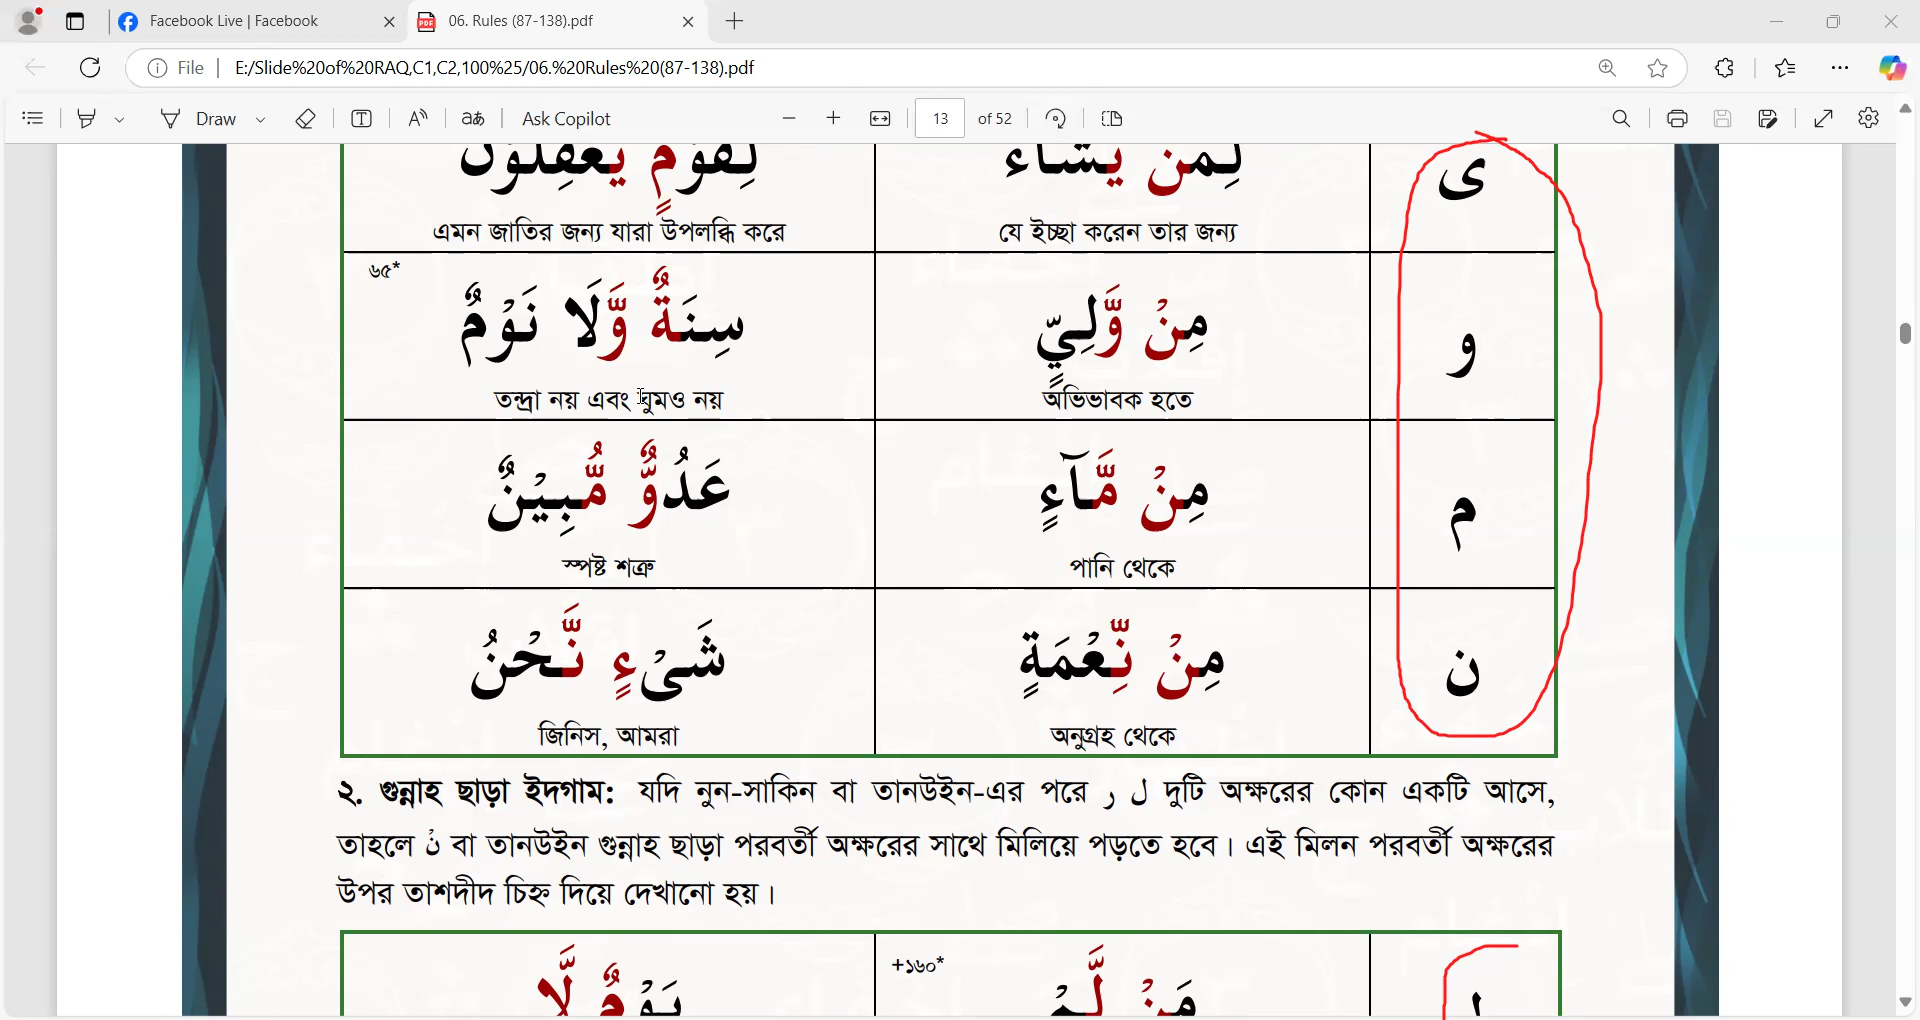 Facebook Live | Facebook
06. Rules (87-138).pdf
File
E:/Slide%20of%20RAQ,C1,C2,100%25/06.%20Rules%20(87-138).pdf
Draw
Ask Copilot
13 of 52
ى
لِمَنْ يَّشَآءُ
لِقَوْمٍ يَّعْقِلُوْنَ
যে ইচ্ছা করেন তার জন্য
এমন জাতির জন্য যারা উপলব্ধি করে
و
مِنْ وَّلِيٍّ
سِنَةٌ وَّلَا نَوْمٌ
৬৫*
অভিভাবক হতে
তন্দ্রা নয় এবং ঘুমও নয়
م
مِنْ مَّآءٍ
عَدُوٌّ مُّبِيْنٌ
পানি থেকে
স্পষ্ট শত্রু
ن
مِنْ نِّعْمَةٍ
شَىْءٍ نَّحْنُ
অনুগ্রহ থেকে
জিনিস, আমরা
২. গুন্নাহ ছাড়া ইদগাম: যদি নুন-সাকিন বা তানউইন-এর পরে ل ر দুটি অক্ষরের কোন একটি আসে,
তাহলে نْ বা তানউইন গুন্নাহ ছাড়া পরবর্তী অক্ষরের সাথে মিলিয়ে পড়তে হবে। এই মিলন পরবর্তী অক্ষরের
উপর তাশদীদ চিহ্ন দিয়ে দেখানো হয়।
+১৬০*